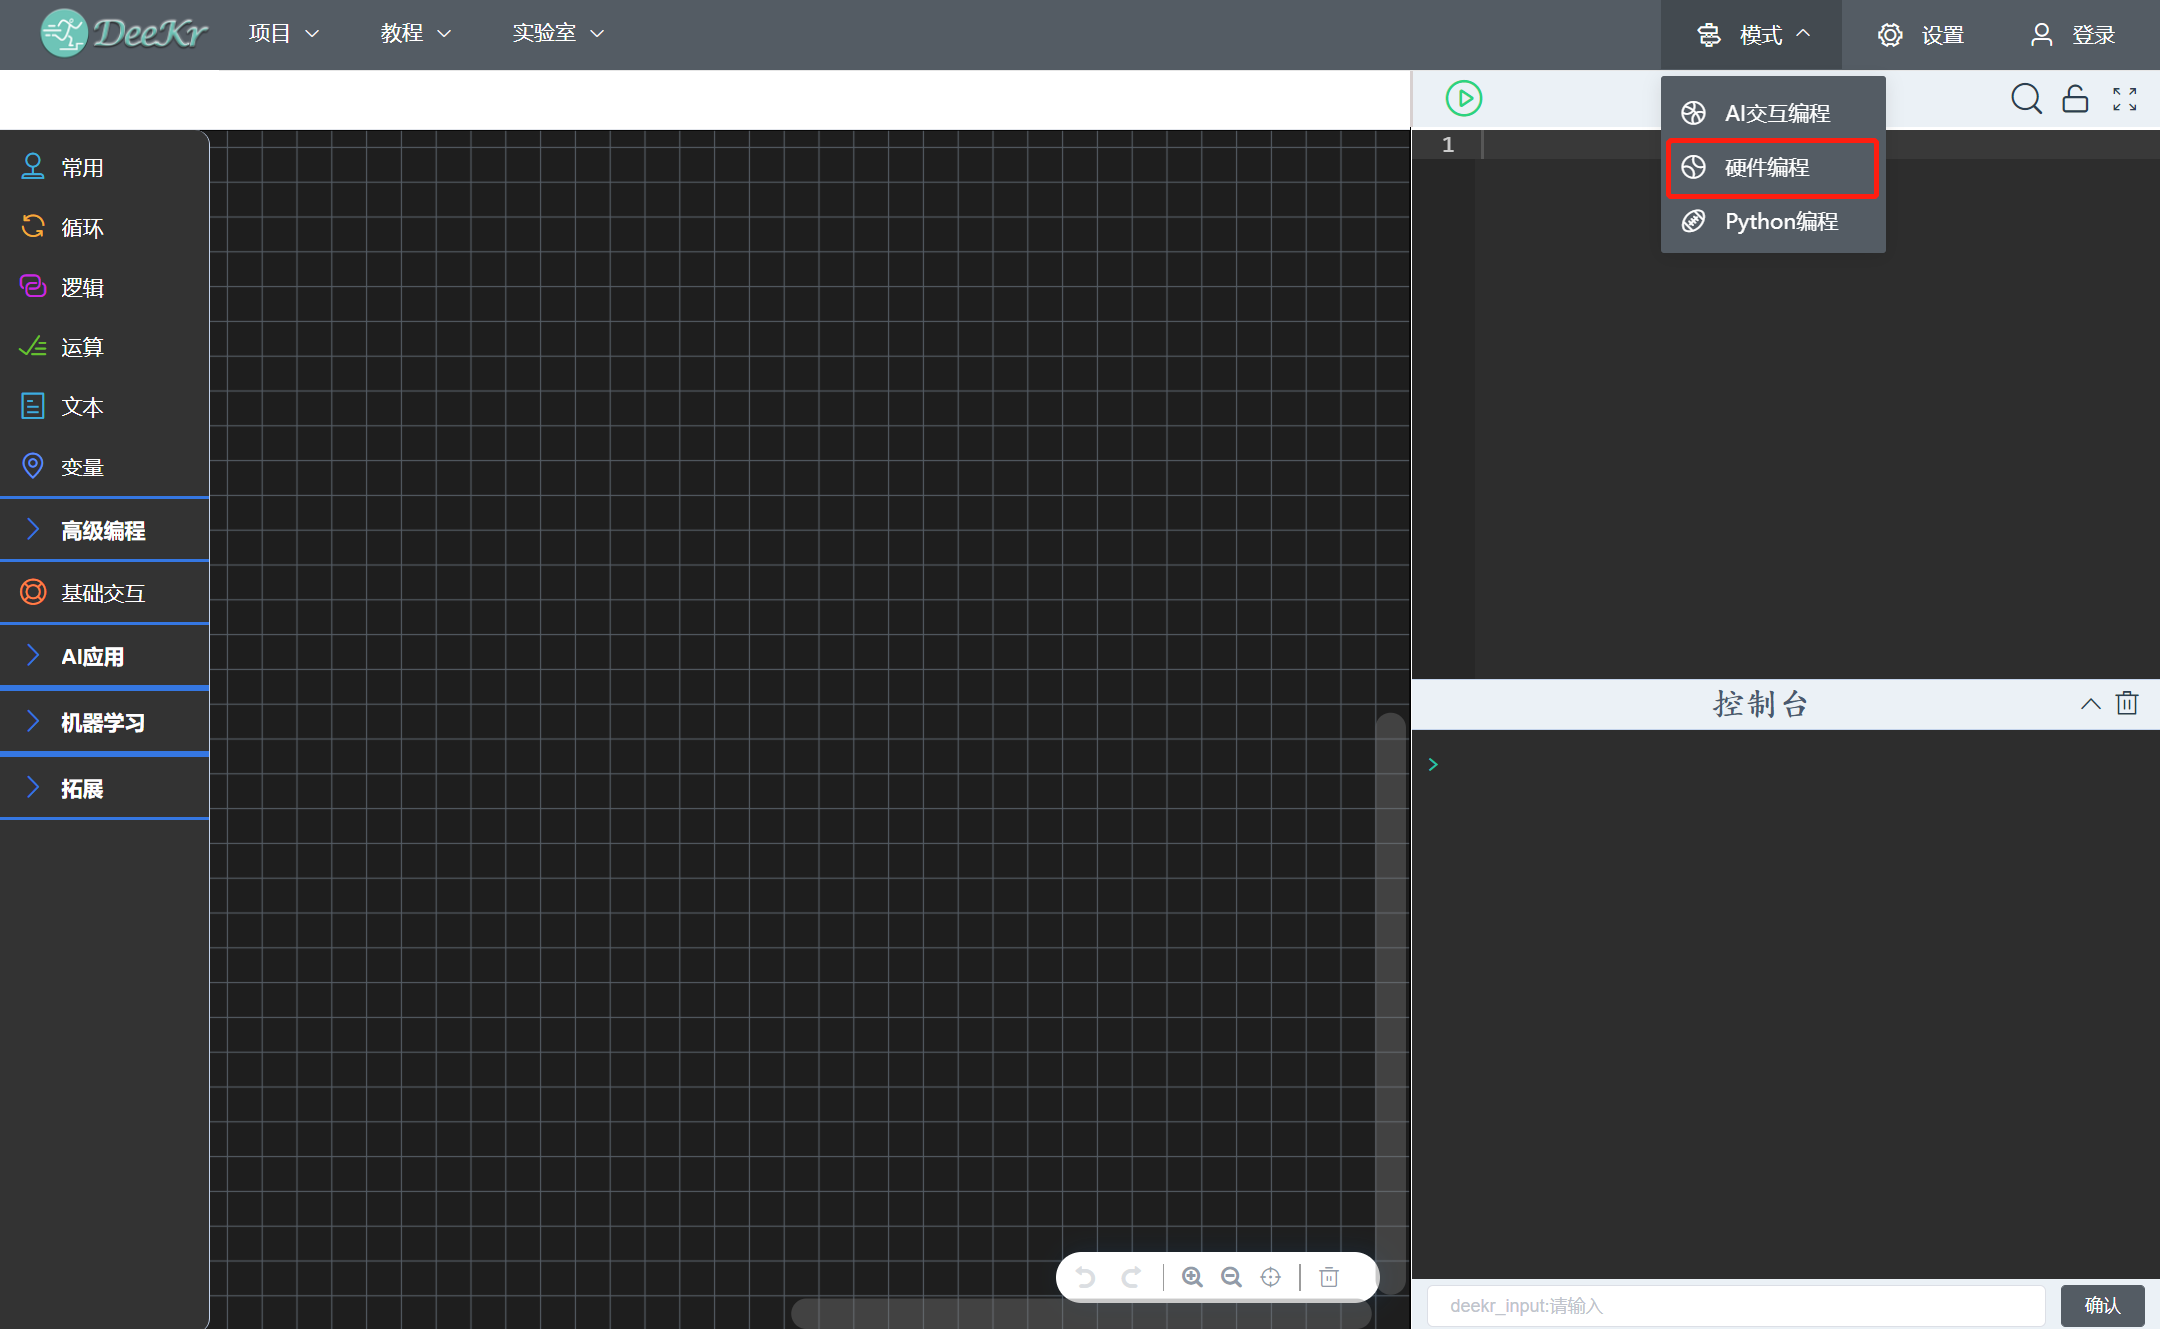 DeeKr 项目 教程 实验室 模式 设置 登录
AI交互编程
硬件编程
Python编程
1
常用
循环
逻辑
运算
文本
变量
高级编程
基础交互
AI应用
机器学习
拓展
控制台
>
deekr_input:请输入 确认